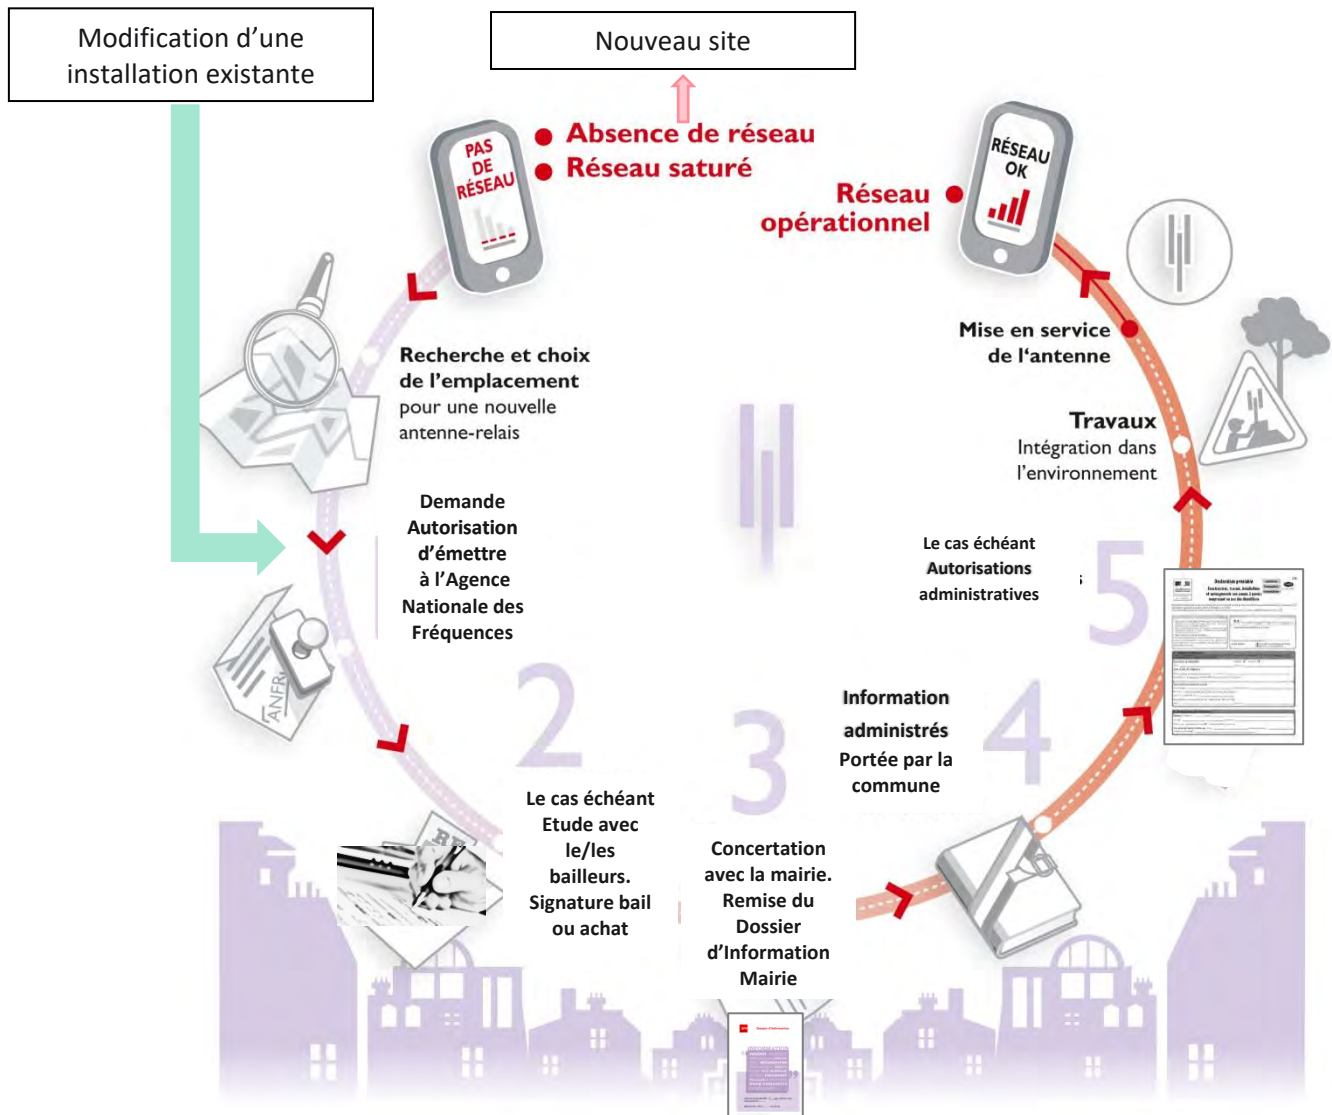 Modification d’une
installation existante
Nouveau site
Absence de réseau
Réseau saturé
PAS
DE
RÉSEAU
RÉSEAU
OK
Réseau
opérationnel
Recherche et choix
de l’emplacement
pour une nouvelle
antenne-relais
Mise en service
de l‘antenne
Travaux
Intégration dans
l’environnement
Demande
Autorisation
d’émettre
à l’Agence
Nationale des
Fréquences
ANFR
Le cas échéant
Autorisations
administratives
5
Déclaration préalable
2
Le cas échéant
Etude avec
le/les
bailleurs.
Signature bail
ou achat
3
Concertation
avec la mairie.
Remise du
Dossier
d’Information
Mairie
4
Information
administrés
Portée par la
commune